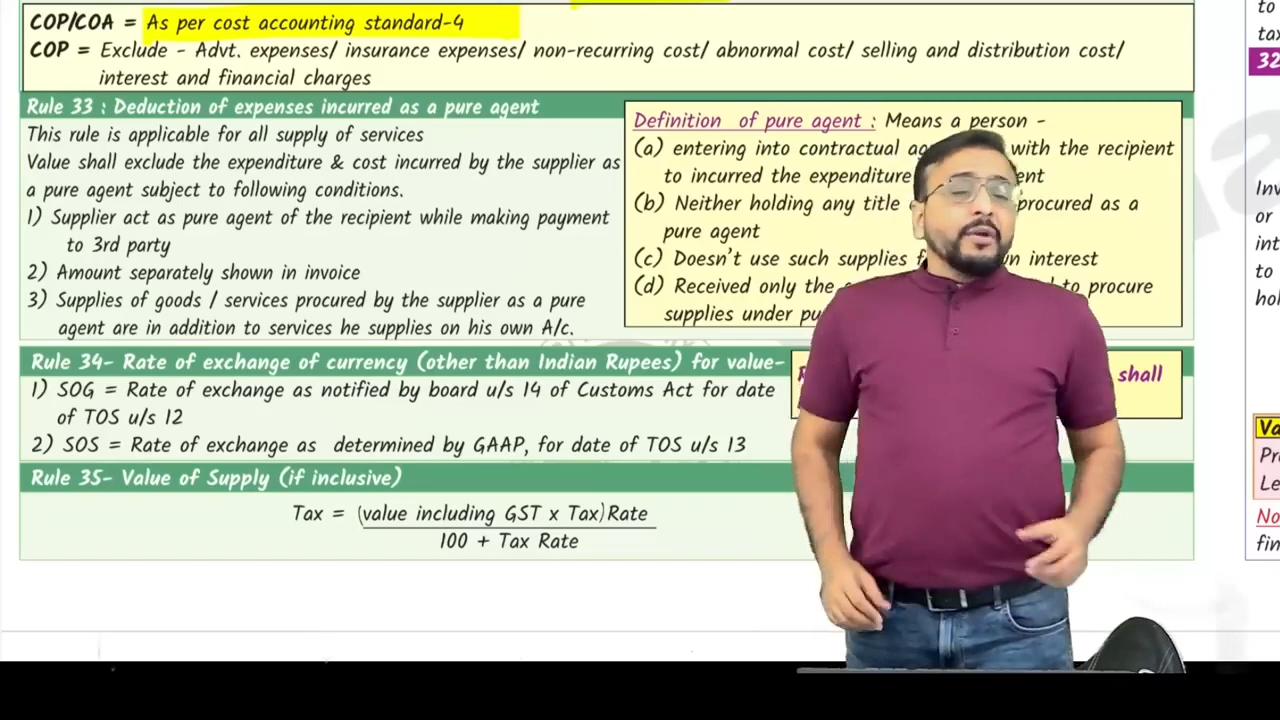 COP/COA = As per cost accounting standard-4
COP = Exclude - Advt. expenses/ insurance expenses/ non-recurring cost/ abnormal cost/ selling and distribution cost/
interest and financial charges
Rule 33 : Deduction of expenses incurred as a pure agent
This rule is applicable for all supply of services
Value shall exclude the expenditure & cost incurred by the supplier as
a pure agent subject to following conditions.
1) Supplier act as pure agent of the recipient while making payment
to 3rd party
2) Amount separately shown in invoice
3) Supplies of goods / services procured by the supplier as a pure
agent are in addition to services he supplies on his own A/c.
Definition of pure agent : Means a person -
(a) entering into contractual with the recipient
to incurred the expenditure
(b) Neither holding any title procured as a
pure agent
(c) Doesn't use such supplies interest
(d) Received only the to procure
supplies under
Rule 34- Rate of exchange of currency (other than Indian Rupees) for value-
1) SOG = Rate of exchange as notified by board u/s 14 of Customs Act for date
of TOS u/s 12
2) SOS = Rate of exchange as determined by GAAP, for date of TOS u/s 13
shall
Rule 35- Value of Supply (if inclusive)
Tax = (value including GST x Tax)Rate
100 + Tax Rate
to
32
or
to
Va